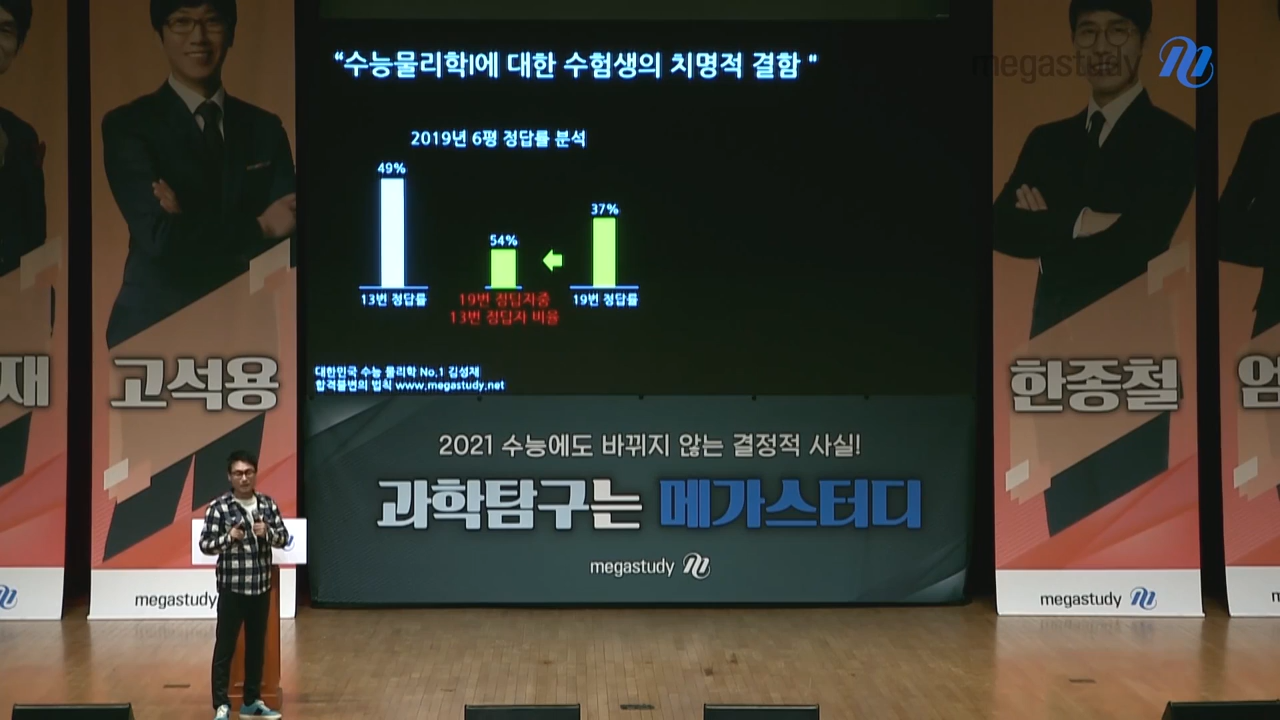 “수능물리학I에 대한 수험생의 치명적 결함 “
2019년 6평 정답률 분석
49%
54%
37%
13번 정답률
19번 정답자중
13번 정답자 비율
19번 정답률
대한민국 수능 물리학 No.1 김성재
합격불변의 법칙 www.megastudy.net
2021 수능에도 바뀌지 않는 결정적 사실!
과학탐구는 메가스터디
megastudy
재
고석용
megastudy
한종철
megastudy
엄
megastudy